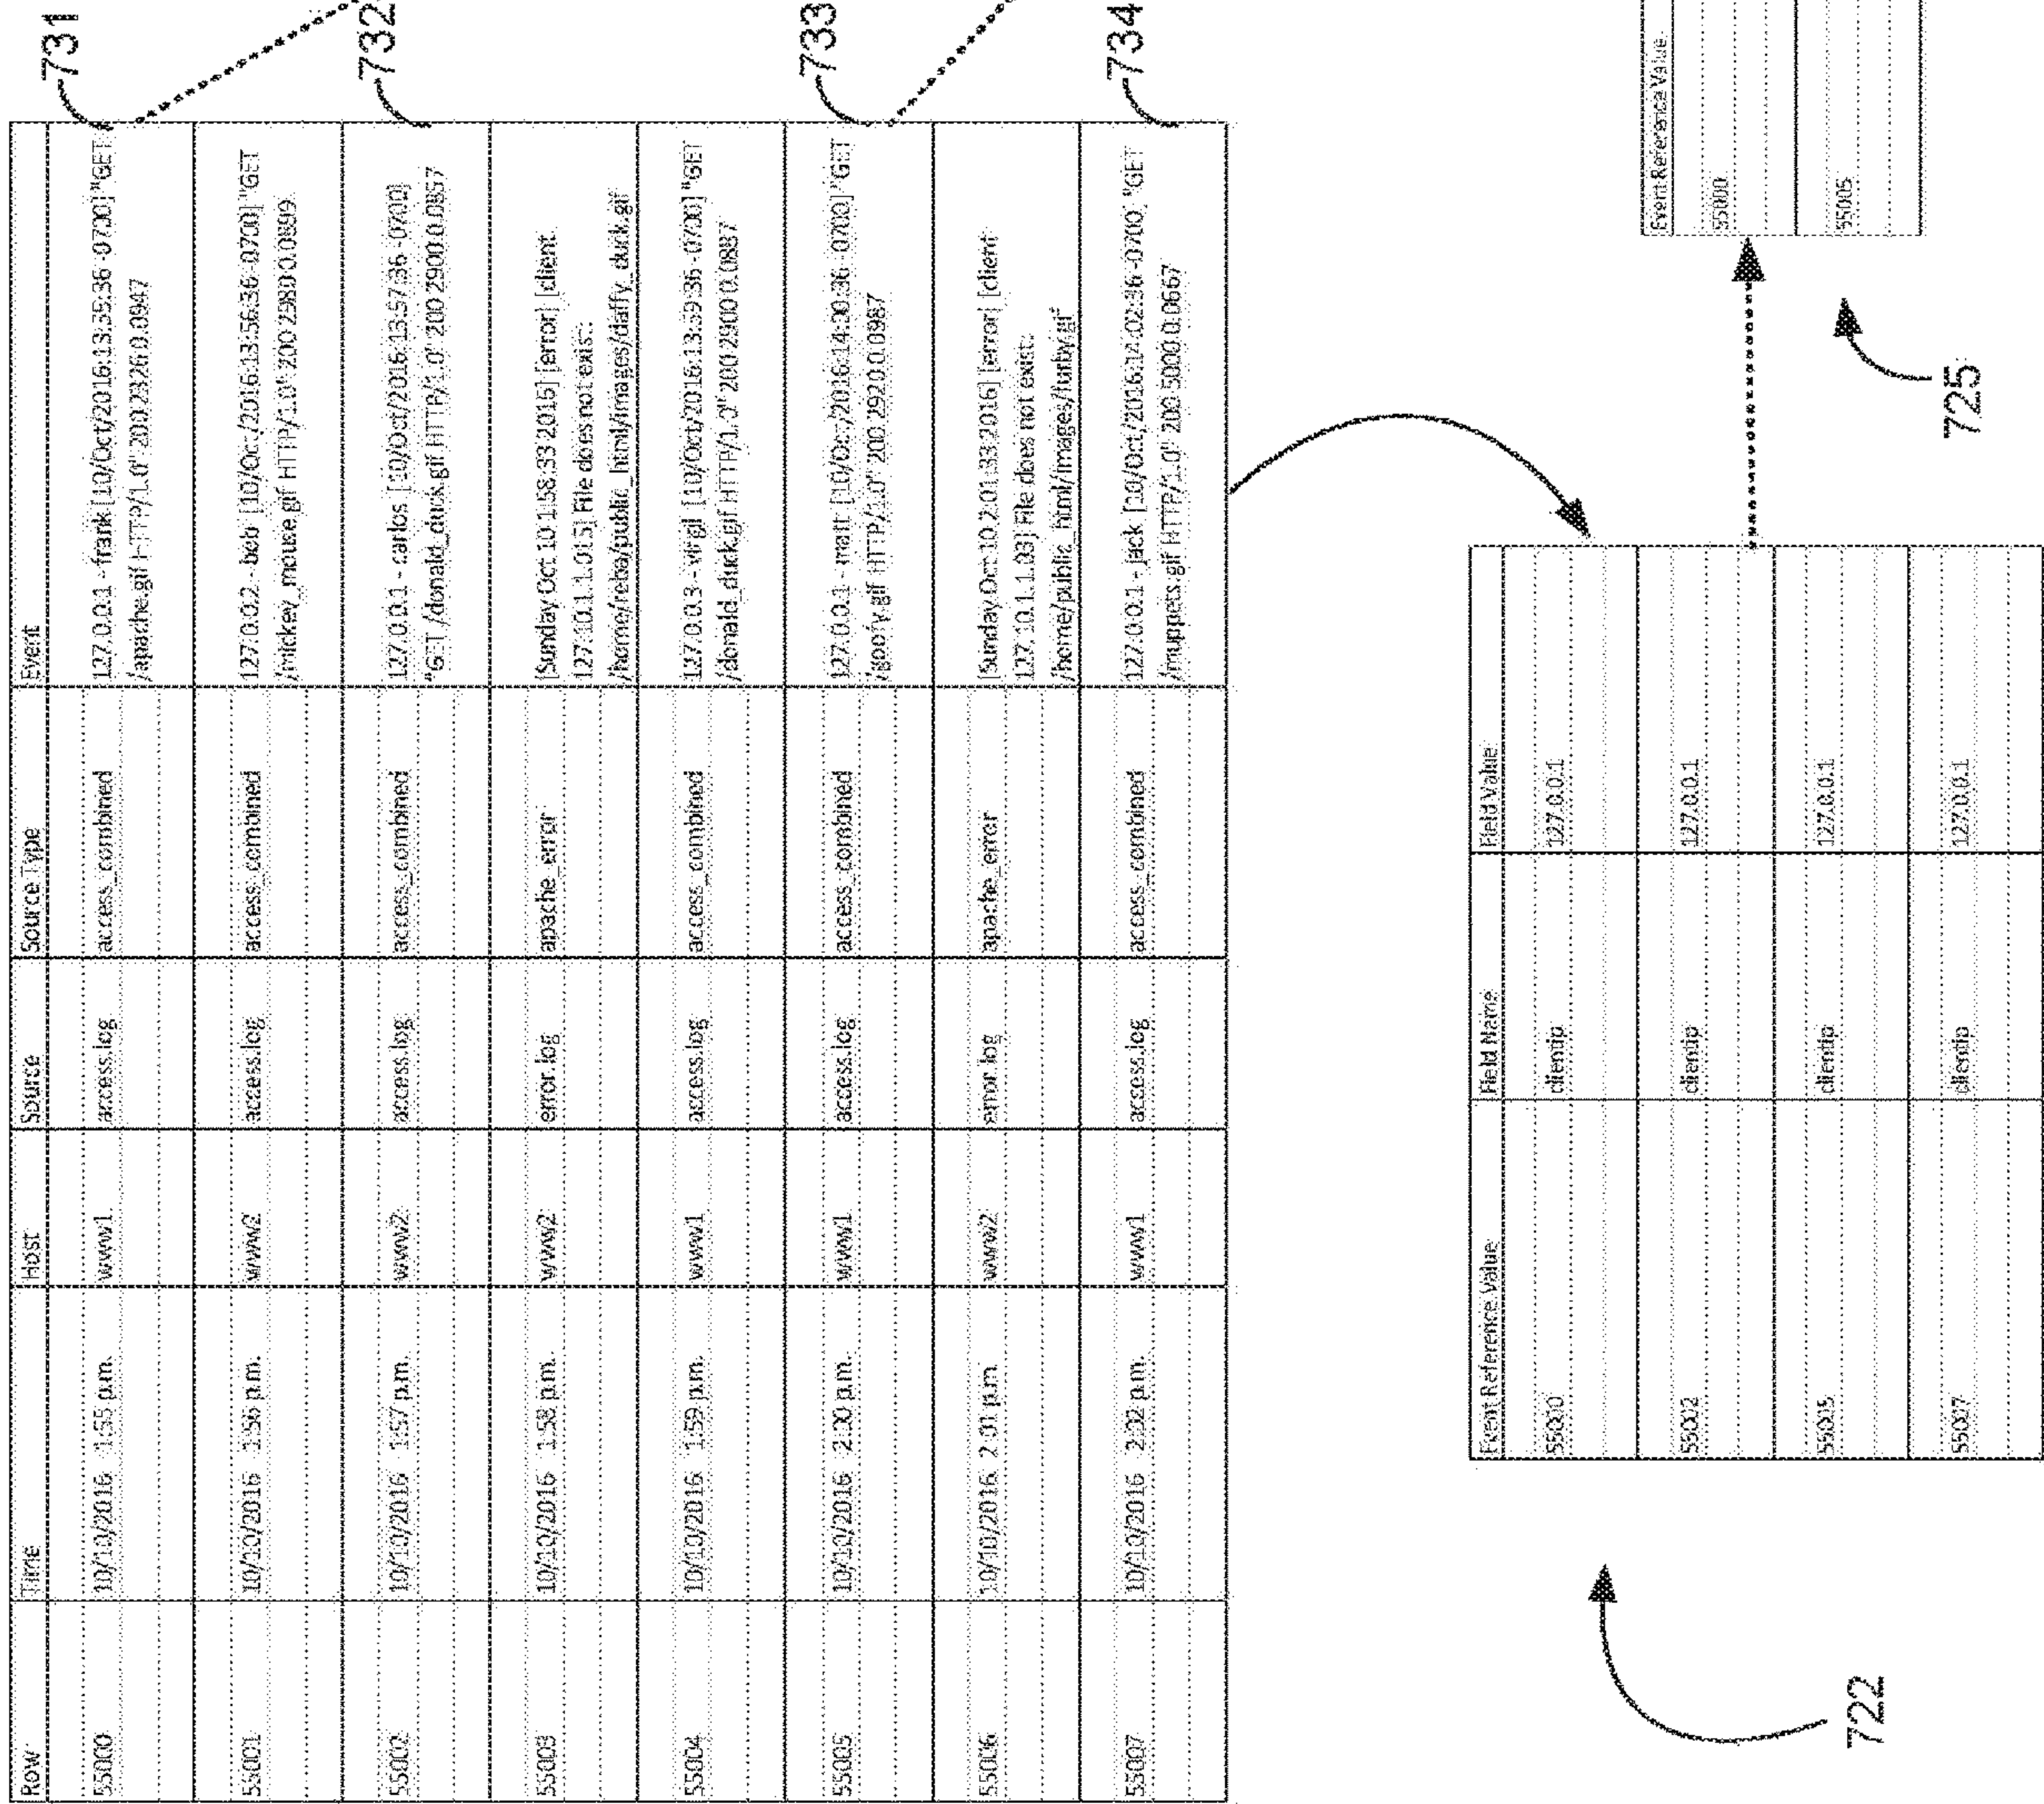 Row Time Host Source Source Type Event
55000 10/10/2016 1:55 p.m. www1 access.log access_combined 127.0.0.1 - frank [10/Oct/2016:13:55:36 -0700] "GET
/apache.gif HTTP/1.0" 200 2326 0.0947
731
55001 10/10/2016 1:56 p.m. www2 access.log access_combined 127.0.0.2 - bob [10/Oct/2016:13:56:36 -0700] "GET
/mickey_mouse.gif HTTP/1.0" 200 2980 0.0899
55002 10/10/2016 1:57 p.m. www2 access.log access_combined 127.0.0.1 - carlos [10/Oct/2016:13:57:36 -0700]
"GET /donald_duck.gif HTTP/1.0" 200 2900 0.0857
732
55003 10/10/2016 1:58 p.m. www2 error.log apache_error [Sunday Oct 10 1:58:33 2016] [error] [client
127.10.1.1.015] File does not exist:
/home/reba/public_html/images/daffy_duck.gif
55004 10/10/2016 1:59 p.m. www1 access.log access_combined 127.0.0.3 - virgil [10/Oct/2016:13:59:36 -0700] "GET
/donald_duck.gif HTTP/1.0" 200 2900 0.0887
55005 10/10/2016 2:00 p.m. www1 access.log access_combined 127.0.0.1 - matt [10/Oct/2016:14:00:36 -0700] "GET
/goofy.gif HTTP/1.0" 200 2920 0.0987
733
55006 10/10/2016 2:01 p.m. www2 error.log apache_error [Sunday Oct 10 2:01:33 2016] [error] [client
127.10.1.1.03] File does not exist:
/home/public_html/images/furby.gif
55007 10/10/2016 2:02 p.m. www1 access.log access_combined 127.0.0.1 - jack [10/Oct/2016:14:02:36 -0700] "GET
/muppets.gif HTTP/1.0" 200 5000 0.0667
734
722
Event Reference Value Field Name Field Value
55000 clientip 127.0.0.1
55002 clientip 127.0.0.1
55005 clientip 127.0.0.1
55007 clientip 127.0.0.1
725
Event Reference Value
55000
55005